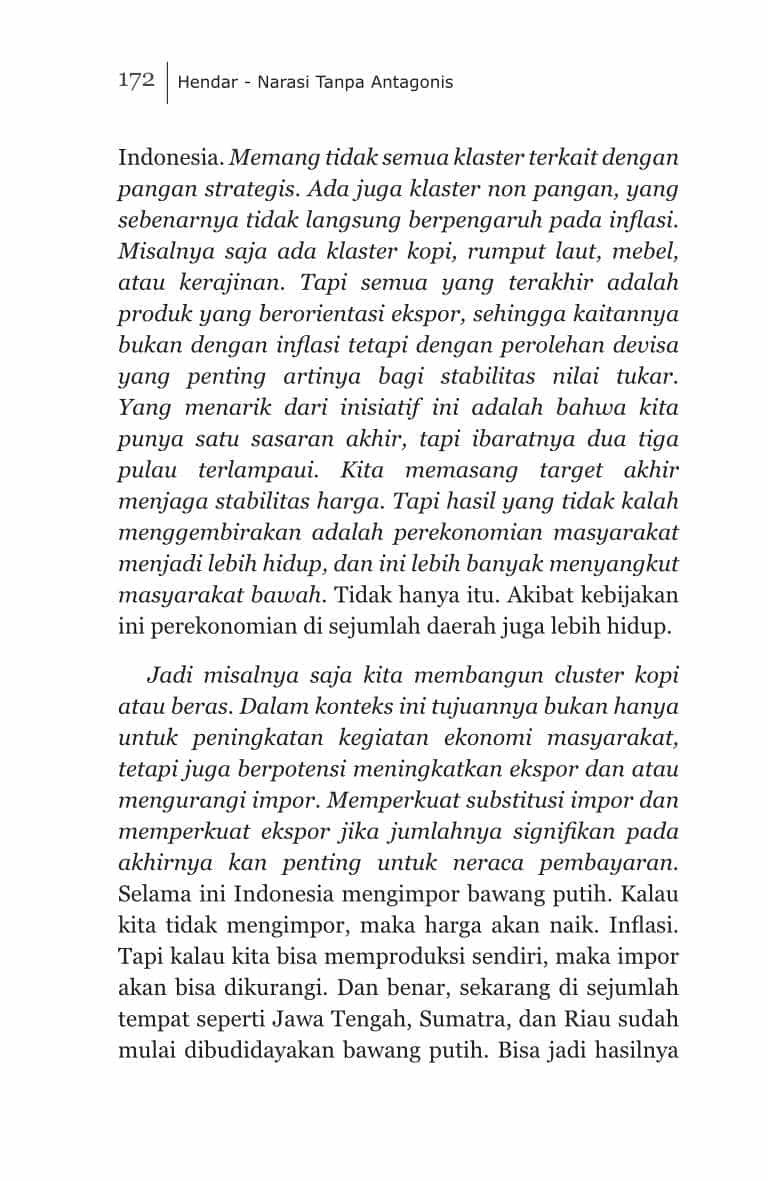 172 Hendar - Narasi Tanpa Antagonis
Indonesia. Memang tidak semua klaster terkait dengan
pangan strategis. Ada juga klaster non pangan, yang
sebenarnya tidak langsung berpengaruh pada inflasi.
Misalnya saja ada klaster kopi, rumput laut, mebel,
atau kerajinan. Tapi semua yang terakhir adalah
produk yang berorientasi ekspor, sehingga kaitannya
bukan dengan inflasi tetapi dengan perolehan devisa
yang penting artinya bagi stabilitas nilai tukar.
Yang menarik dari inisiatif ini adalah bahwa kita
punya satu sasaran akhir, tapi ibaratnya dua tiga
pulau terlampaui. Kita memasang target akhir
menjaga stabilitas harga. Tapi hasil yang tidak kalah
menggembirakan adalah perekonomian masyarakat
menjadi lebih hidup, dan ini lebih banyak menyangkut
masyarakat bawah. Tidak hanya itu. Akibat kebijakan
ini perekonomian di sejumlah daerah juga lebih hidup.
Jadi misalnya saja kita membangun cluster kopi
atau beras. Dalam konteks ini tujuannya bukan hanya
untuk peningkatan kegiatan ekonomi masyarakat,
tetapi juga berpotensi meningkatkan ekspor dan atau
mengurangi impor. Memperkuat substitusi impor dan
memperkuat ekspor jika jumlahnya signifikan pada
akhirnya kan penting untuk neraca pembayaran.
Selama ini Indonesia mengimpor bawang putih. Kalau
kita tidak mengimpor, maka harga akan naik. Inflasi.
Tapi kalau kita bisa memproduksi sendiri, maka impor
akan bisa dikurangi. Dan benar, sekarang di sejumlah
tempat seperti Jawa Tengah, Sumatra, dan Riau sudah
mulai dibudidayakan bawang putih. Bisa jadi hasilnya